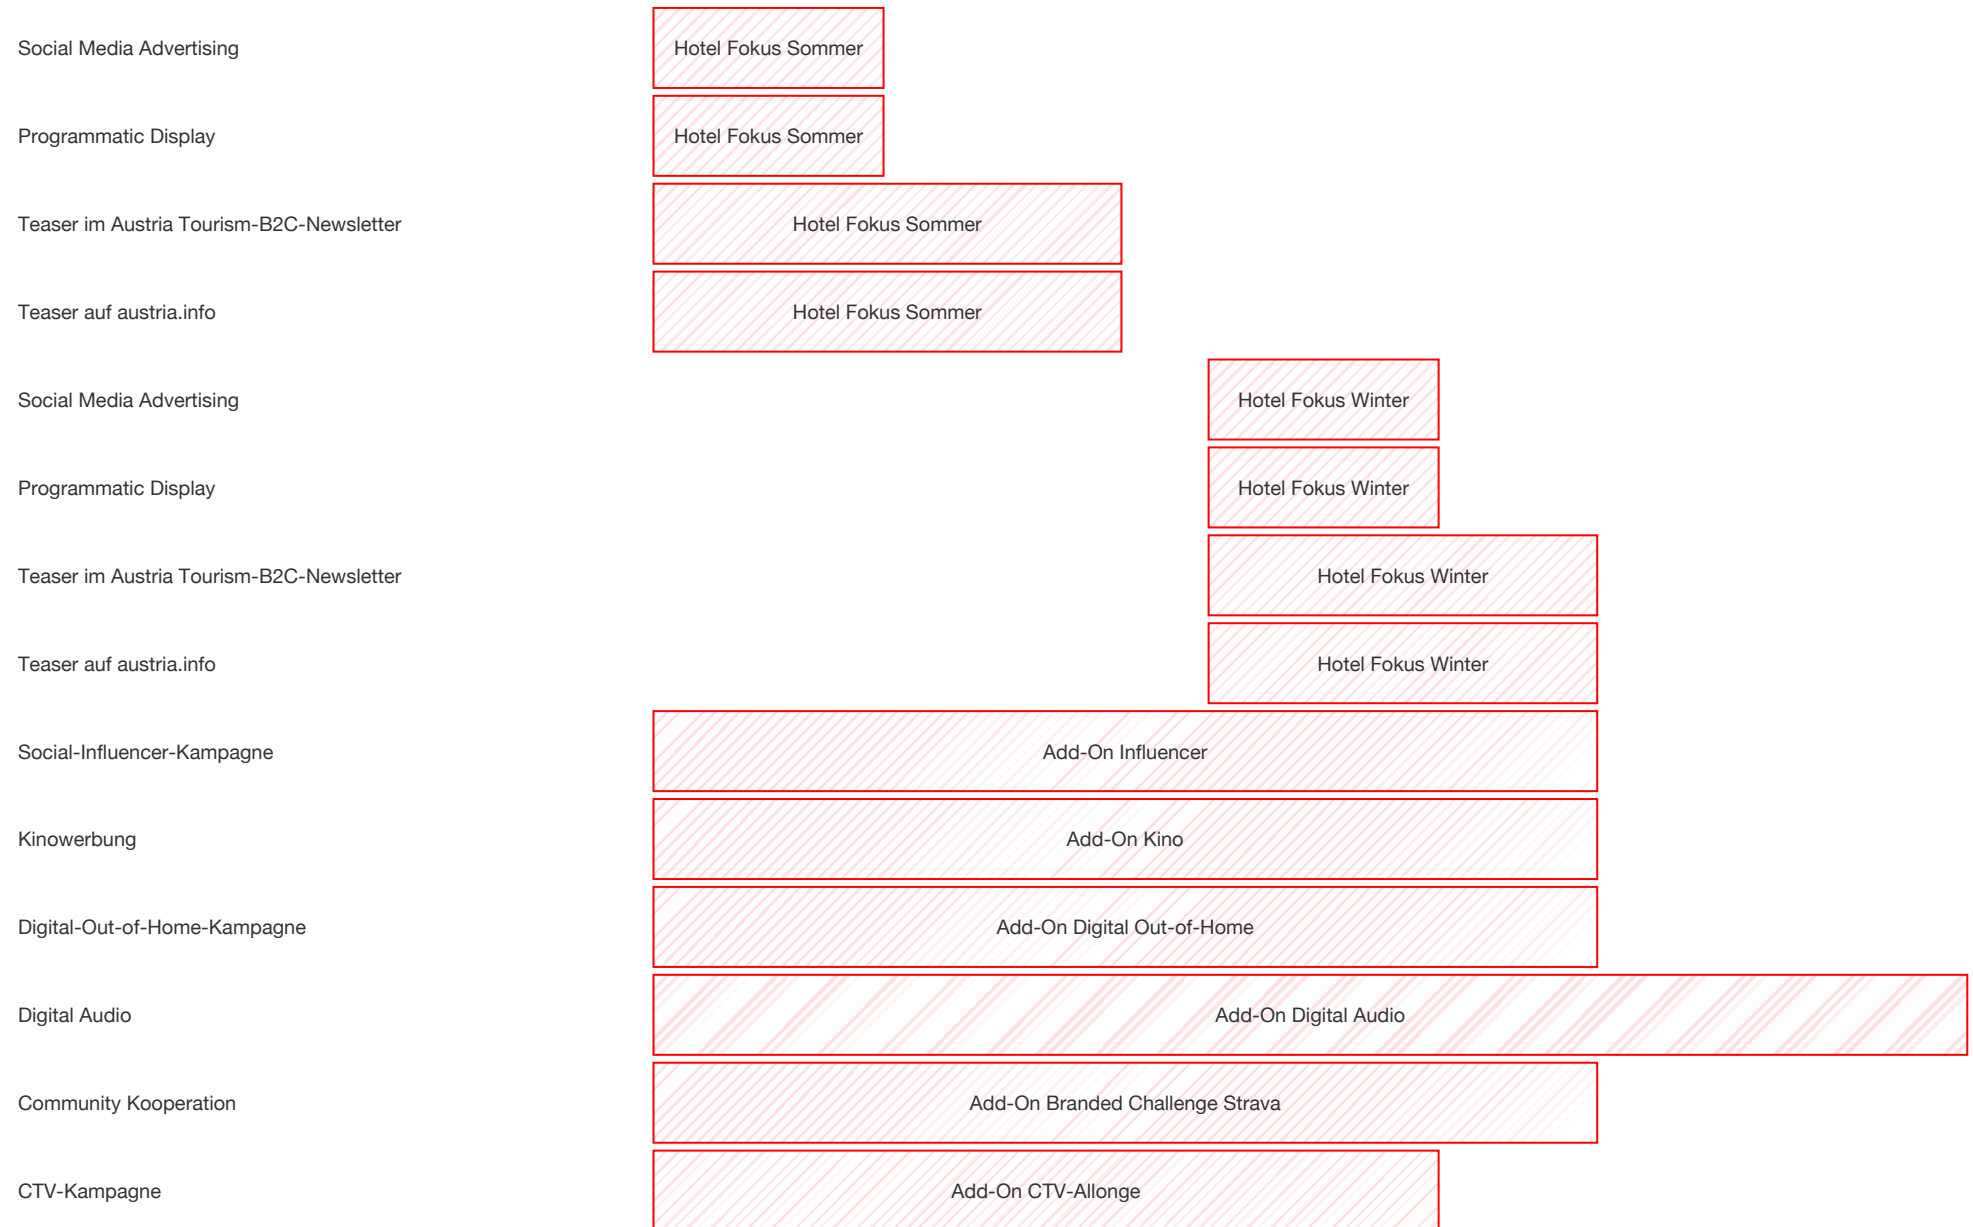 Social Media Advertising Hotel Fokus Sommer
Programmatic Display Hotel Fokus Sommer
Teaser im Austria Tourism-B2C-Newsletter Hotel Fokus Sommer
Teaser auf austria.info Hotel Fokus Sommer
Social Media Advertising Hotel Fokus Winter
Programmatic Display Hotel Fokus Winter
Teaser im Austria Tourism-B2C-Newsletter Hotel Fokus Winter
Teaser auf austria.info Hotel Fokus Winter
Social-Influencer-Kampagne Add-On Influencer
Kinowerbung Add-On Kino
Digital-Out-of-Home-Kampagne Add-On Digital Out-of-Home
Digital Audio Add-On Digital Audio
Community Kooperation Add-On Branded Challenge Strava
CTV-Kampagne Add-On CTV-Allonge